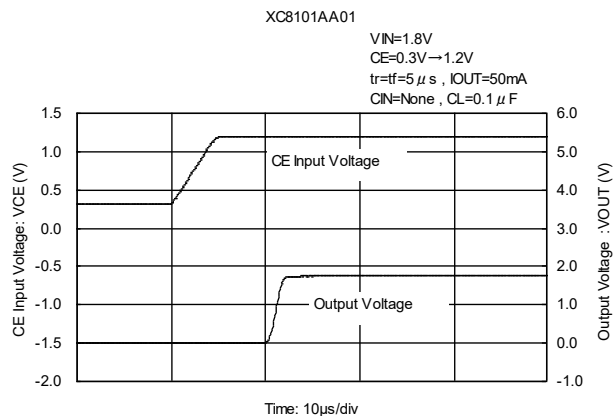 XC8101AA01
VIN=1.8V
CE=0.3V→1.2V
tr=tf=5μs , IOUT=50mA
CIN=None , CL=0.1μF
CE Input Voltage: VCE (V)
1.5
1.0
0.5
0.0
-0.5
-1.0
-1.5
-2.0
CE Input Voltage
Output Voltage
6.0
5.0
4.0
3.0
2.0
1.0
0.0
-1.0
Output Voltage :VOUT (V)
Time: 10μs/div